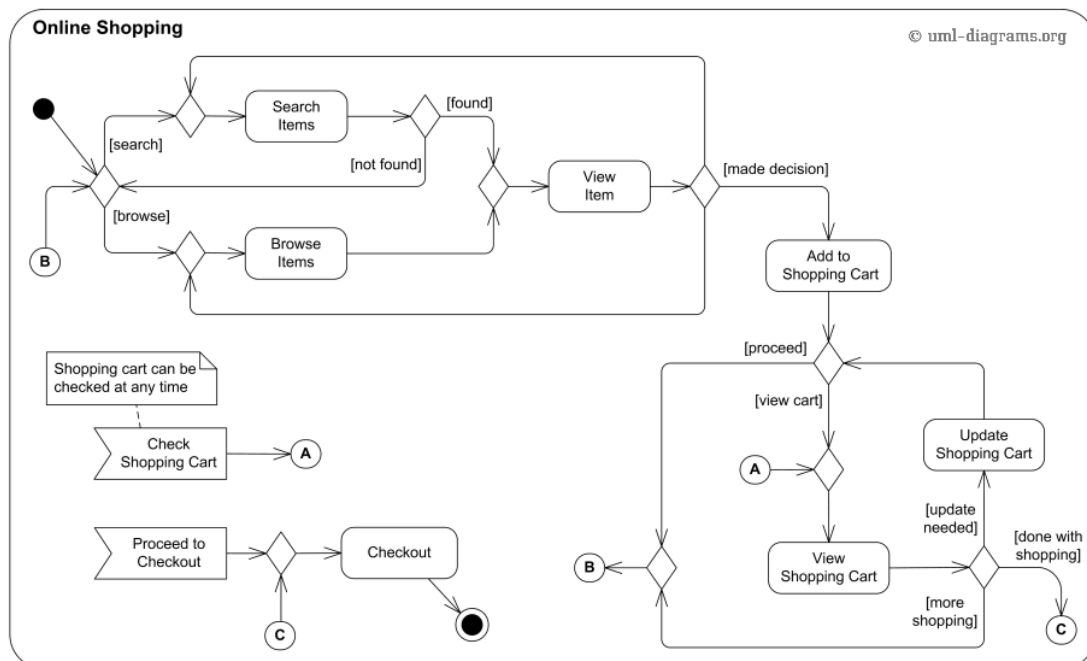 Online Shopping
© uml-diagrams.org
Search
Items
[found]
[search]
[not found]
[made decision]
View
Item
[browse]
B
Browse
Items
Add to
Shopping Cart
Shopping cart can be
checked at any time
[proceed]
[view cart]
Check
Shopping Cart
A
A
Update
Shopping Cart
[update
needed]
[done with
shopping]
Proceed to
Checkout
Checkout
B
View
Shopping Cart
[more
shopping]
C
C